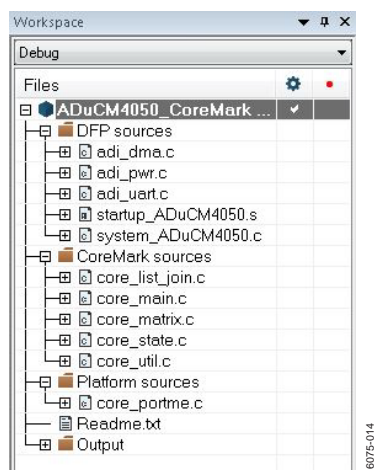 Workspace
Debug
Files
ADuCM4050_CoreMark ...
DFP sources
adi_dma.c
adi_pwr.c
adi_uart.c
startup_ADuCM4050.s
system_ADuCM4050.c
CoreMark sources
core_list_join.c
core_main.c
core_matrix.c
core_state.c
core_util.c
Platform sources
core_portme.c
Readme.txt
Output
6075-014